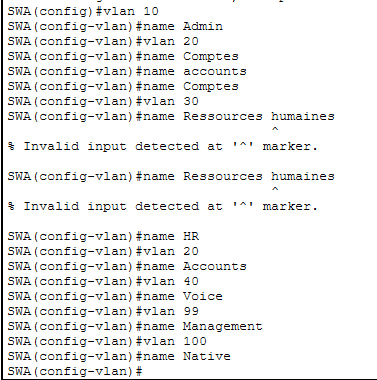 SWA(config)#vlan 10
SWA(config-vlan)#name Admin
SWA(config-vlan)#vlan 20
SWA(config-vlan)#name Comptes
SWA(config-vlan)#name accounts
SWA(config-vlan)#name Comptes
SWA(config-vlan)#vlan 30
SWA(config-vlan)#name Ressources humaines
^
% Invalid input detected at '^' marker.
SWA(config-vlan)#name Ressources humaines
^
% Invalid input detected at '^' marker.
SWA(config-vlan)#name HR
SWA(config-vlan)#vlan 20
SWA(config-vlan)#name Accounts
SWA(config-vlan)#vlan 40
SWA(config-vlan)#name Voice
SWA(config-vlan)#vlan 99
SWA(config-vlan)#name Management
SWA(config-vlan)#vlan 100
SWA(config-vlan)#name Native
SWA(config-vlan)#